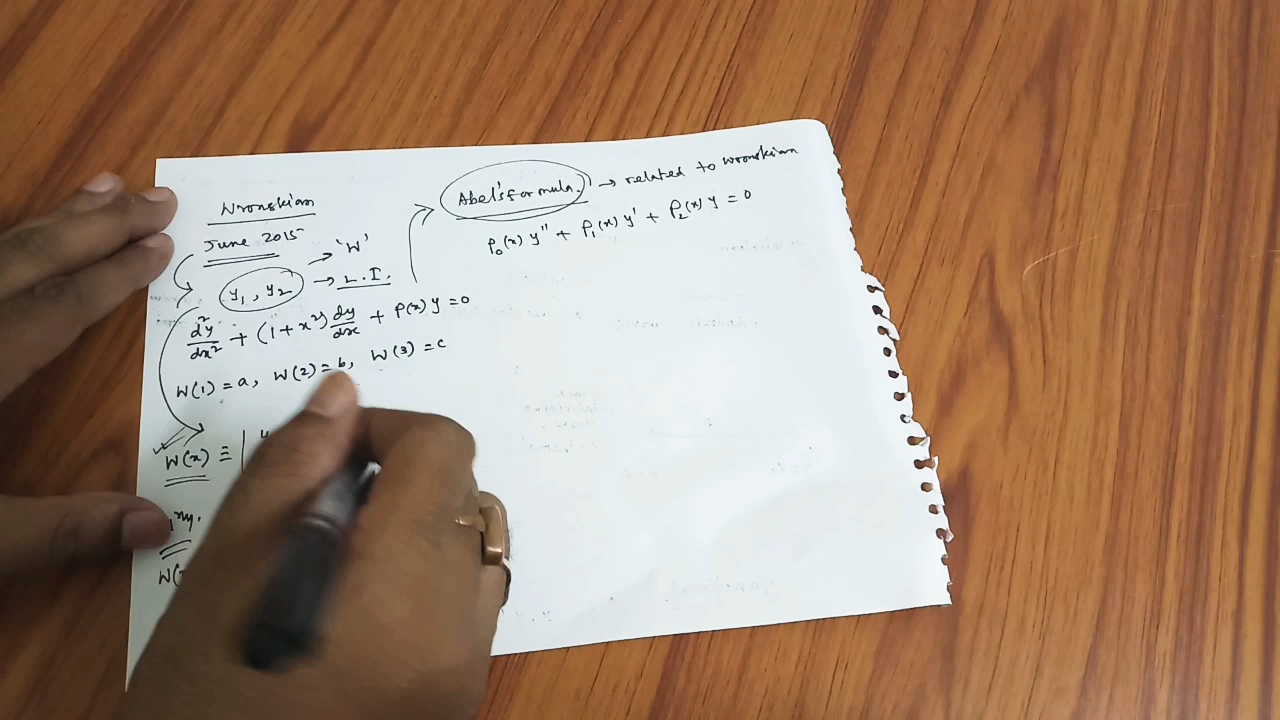 Wronskian
June 2015
y₁, y₂ → 'W'
→ L.I.
d²y/dx² + (1+x²) dy/dx + P(x) y = 0
W(1) = a, W(2) = b, W(3) = c
W(x) ≡
Abel's formula. → related to wronskian
P₀(x) y'' + P₁(x) y' + P₂(x) y = 0